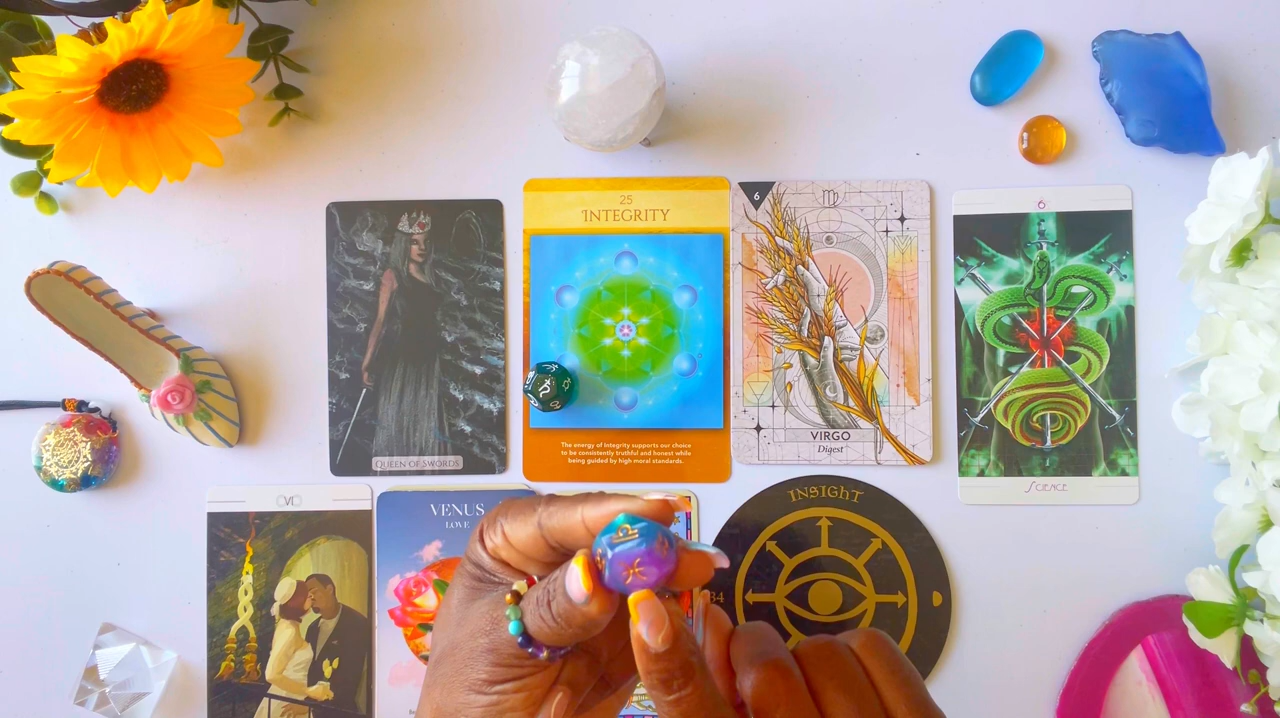 25
INTEGRITY
The energy of Integrity supports our choice
to be consistently truthful and honest while
being guided by high moral standards.
QUEEN OF SWORDS
6
VIRGO
Digest
6
SCIENCE
VI
VENUS
LOVE
INSIGHT
34